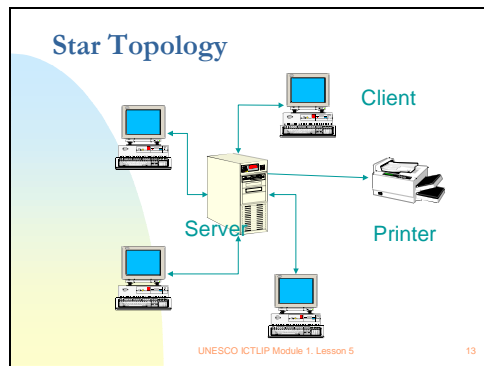 Star Topology
Client
Server
Printer
UNESCO ICTLIP Module 1. Lesson 5
13